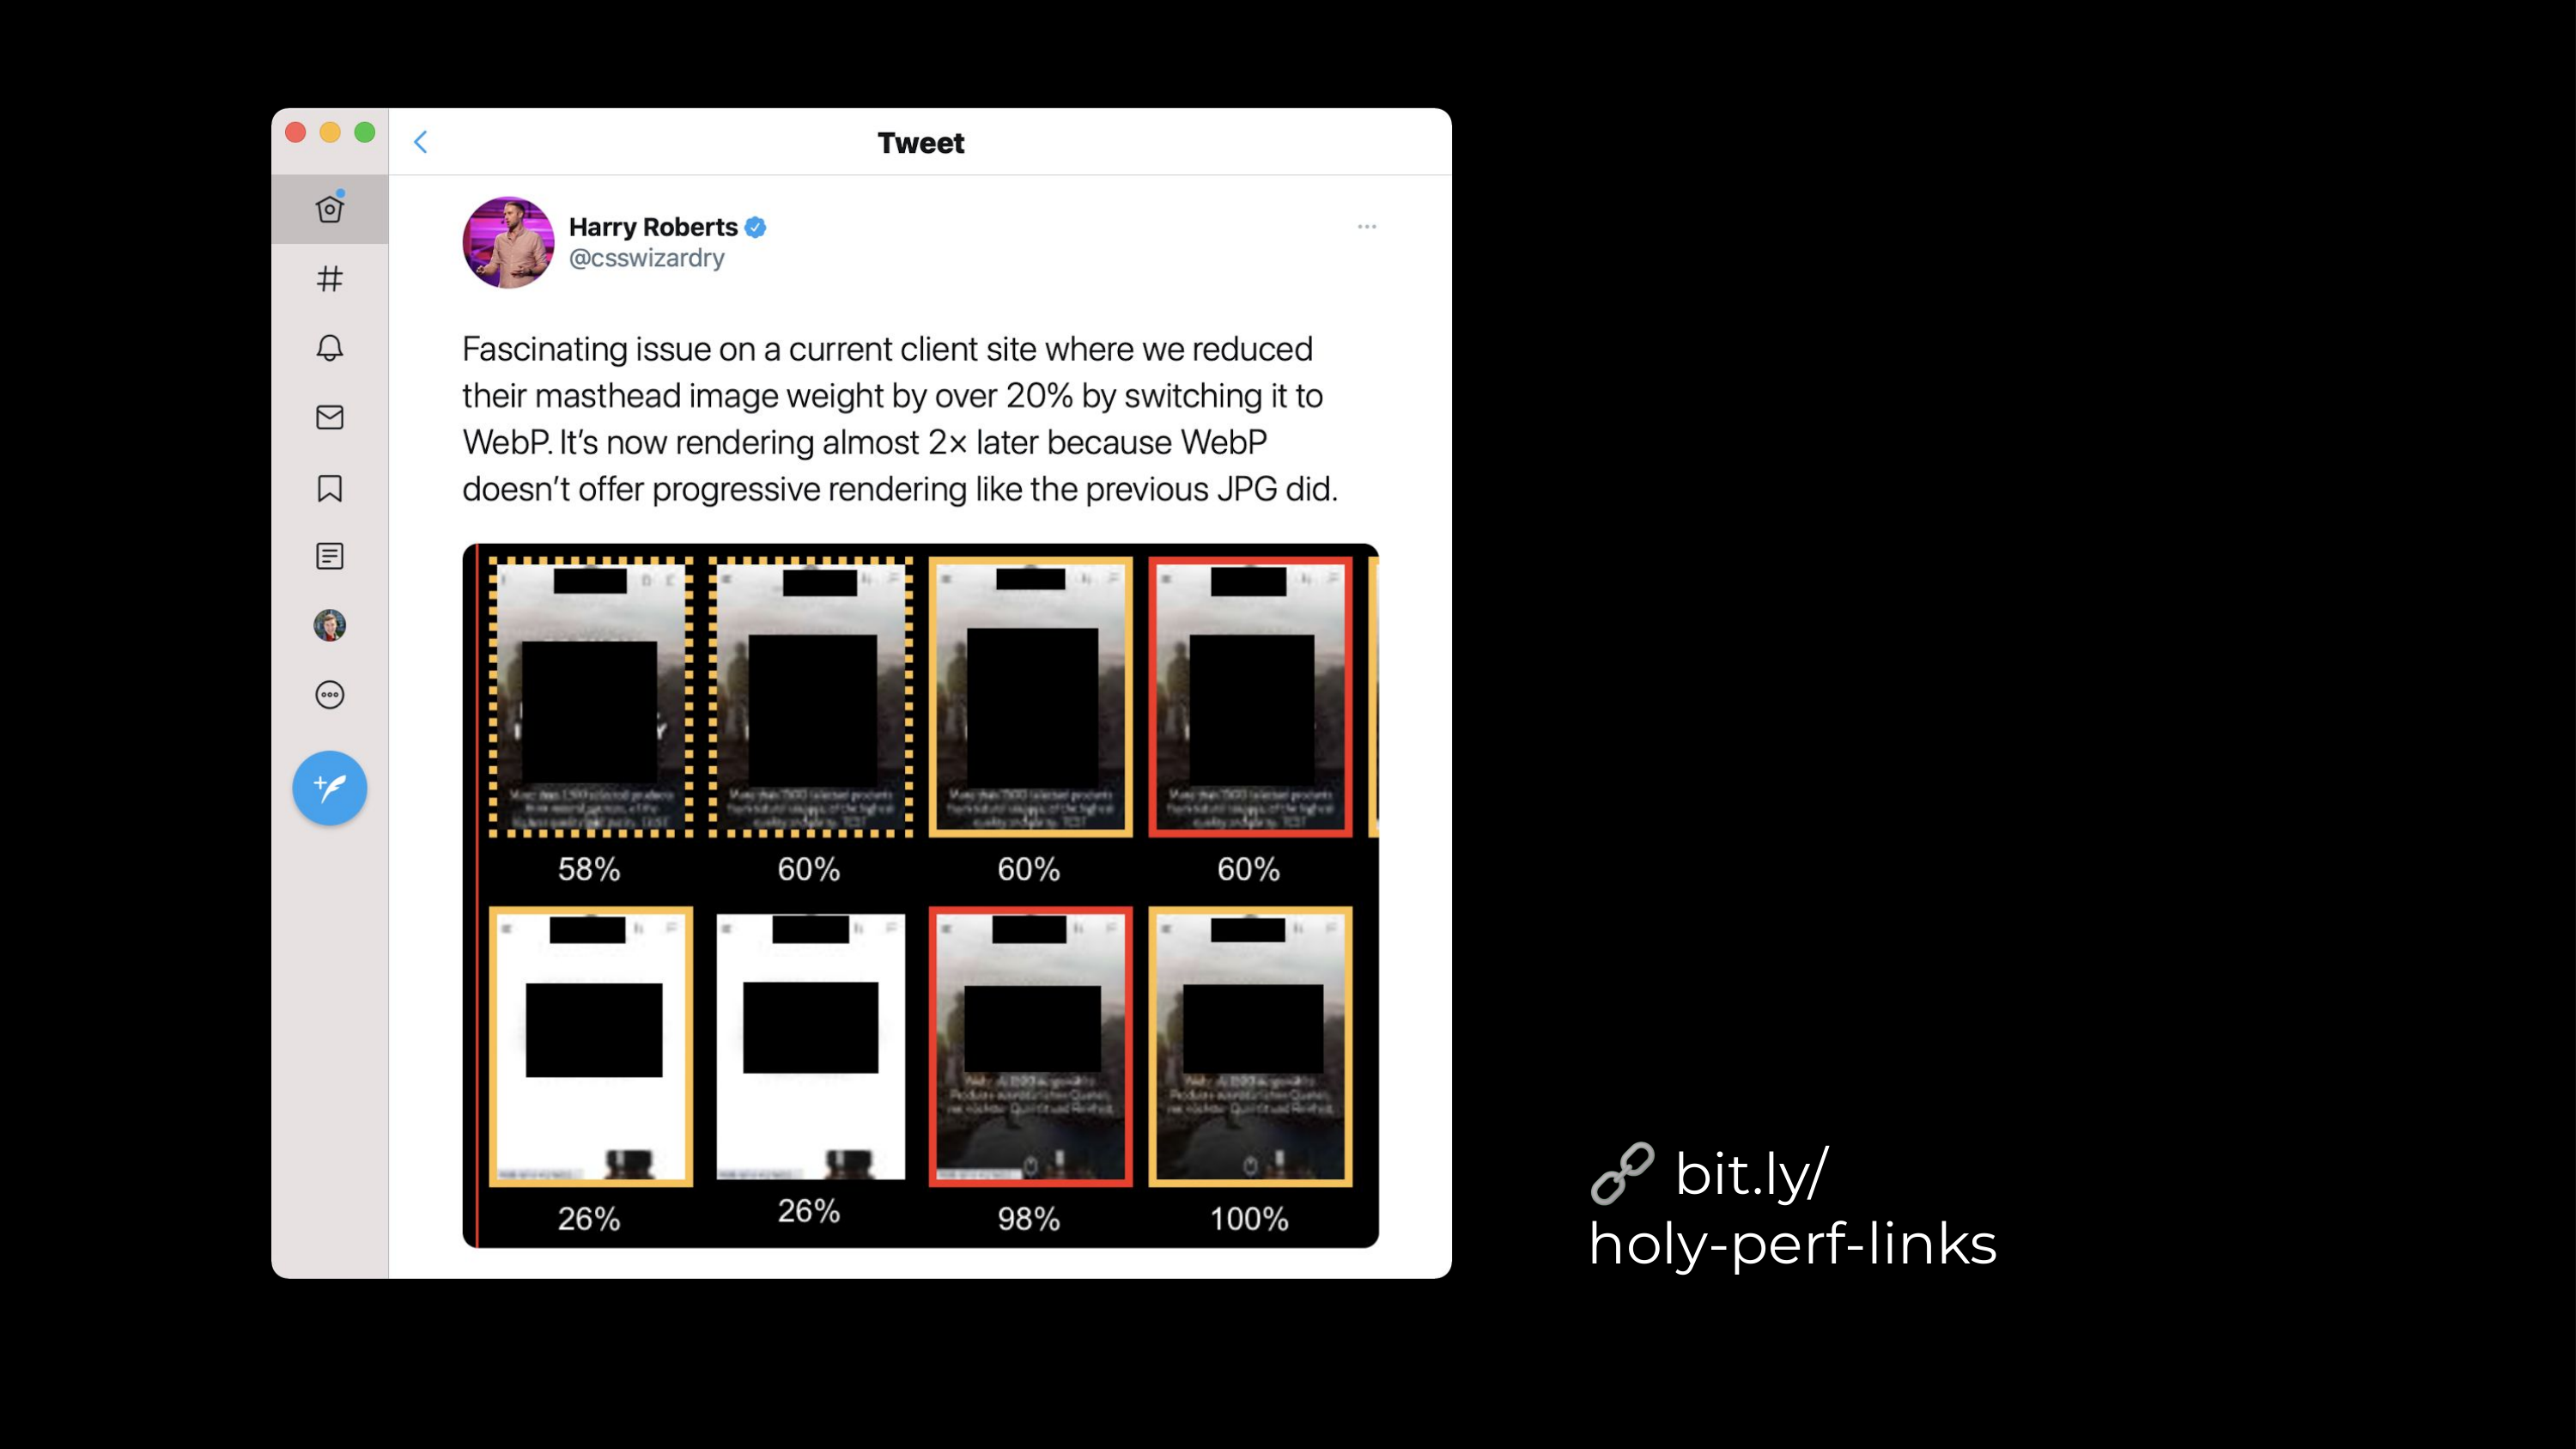 Tweet
Harry Roberts
@csswizardry
Fascinating issue on a current client site where we reduced
their masthead image weight by over 20% by switching it to
WebP. It’s now rendering almost 2× later because WebP
doesn’t offer progressive rendering like the previous JPG did.
58% 60% 60% 60%
26% 26% 98% 100%
🔗 bit.ly/
holy-perf-links